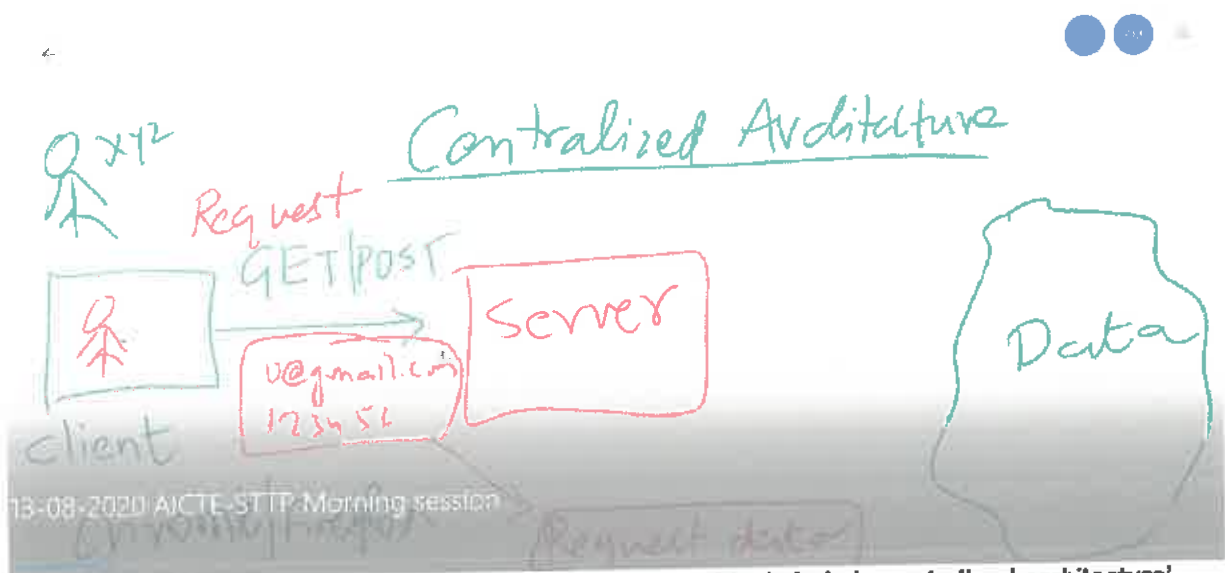 Centralized Architecture
XYZ
Request
GET/POST
Server
Data
U@gmail.com
123456
client
13-08-2020 AICTE-STTP Morning session
Request data